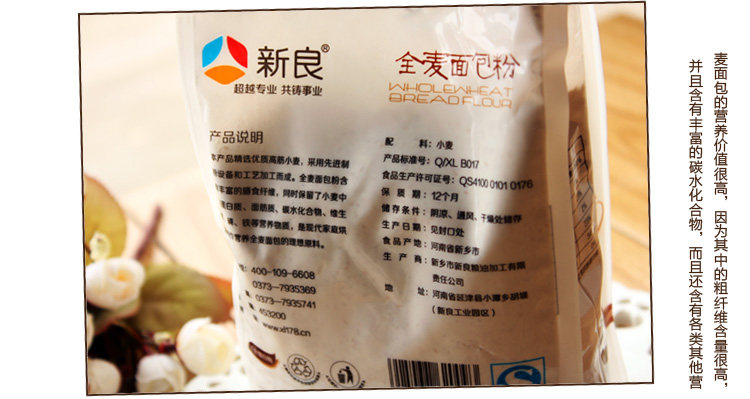 新良®
超越专业 共铸事业
全麦面包粉
WHOLEWHEAT
BREAD FLOUR
产品说明
本产品精选优质高筋小麦，采用先进制
设备和工艺加工而成。全麦面包粉含
丰富的膳食纤维，同时保留了小麦中
蛋白质、脂肪质、碳水化合物、维生
铁等营养物质，是现代家庭烘
营养全麦面包的理想原料。
400-109-6608
0373-7935369
0373-7935741
453200
www.xl178.cn
配 料：小麦
产品标准号：Q/XL B017
食品生产许可证号：QS4100 0101 0176
保 质 期：12个月
储存条件：阴凉、通风、干燥处储存
生产日期：见封口处
食品产地：河南省新乡市
生 产 商：新乡市新良粮油加工有限
责任公司
地 址：河南省延津县小潭乡胡堤
（新良工业园区）
麦面包的营养价值很高，因为其中的粗纤维含量很高，
并且含有丰富的碳水化合物，而且还含有各类其他营